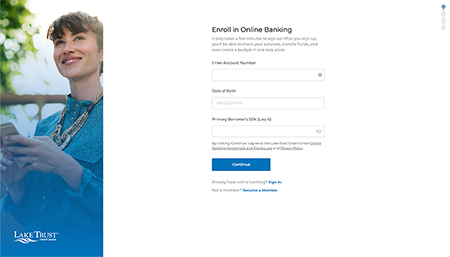 Enroll in Online Banking
It only takes a few minutes to sign up! After you sign up,
you'll be able to check your balances, transfer funds, and
even create a budget in one easy place.
Enter Account Number
Date of Birth
MM/DD/YYYY
Primary Borrower's SSN (Last 4)
By clicking 'Continue' I agree to the Lake Trust Credit Union Online
Banking Agreement and Disclosure and Privacy Policy
Continue
Already have online banking? Sign in.
Not a member? Become a Member.
LAKE TRUST
CREDIT UNION